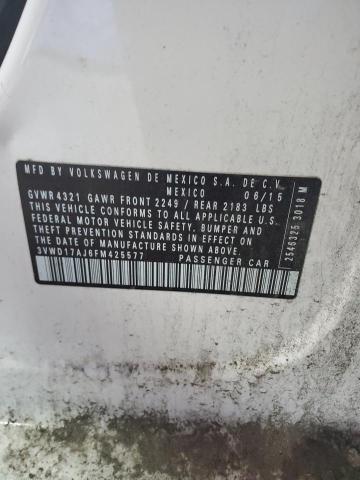 MFD BY VOLKSWAGEN DE MEXICO S.A. DE C.V.
MEXICO 06/15
GVWR 4321 GAWR FRONT 2249 / REAR 2183 LBS
THIS VEHICLE CONFORMS TO ALL APPLICABLE U.S.
FEDERAL MOTOR VEHICLE SAFETY, BUMPER, AND
THEFT PREVENTION STANDARDS IN EFFECT ON
THE DATE OF MANUFACTURE SHOWN ABOVE.
3VWD17AJ6FM425577
PASSENGER CAR
2546325 3018 M